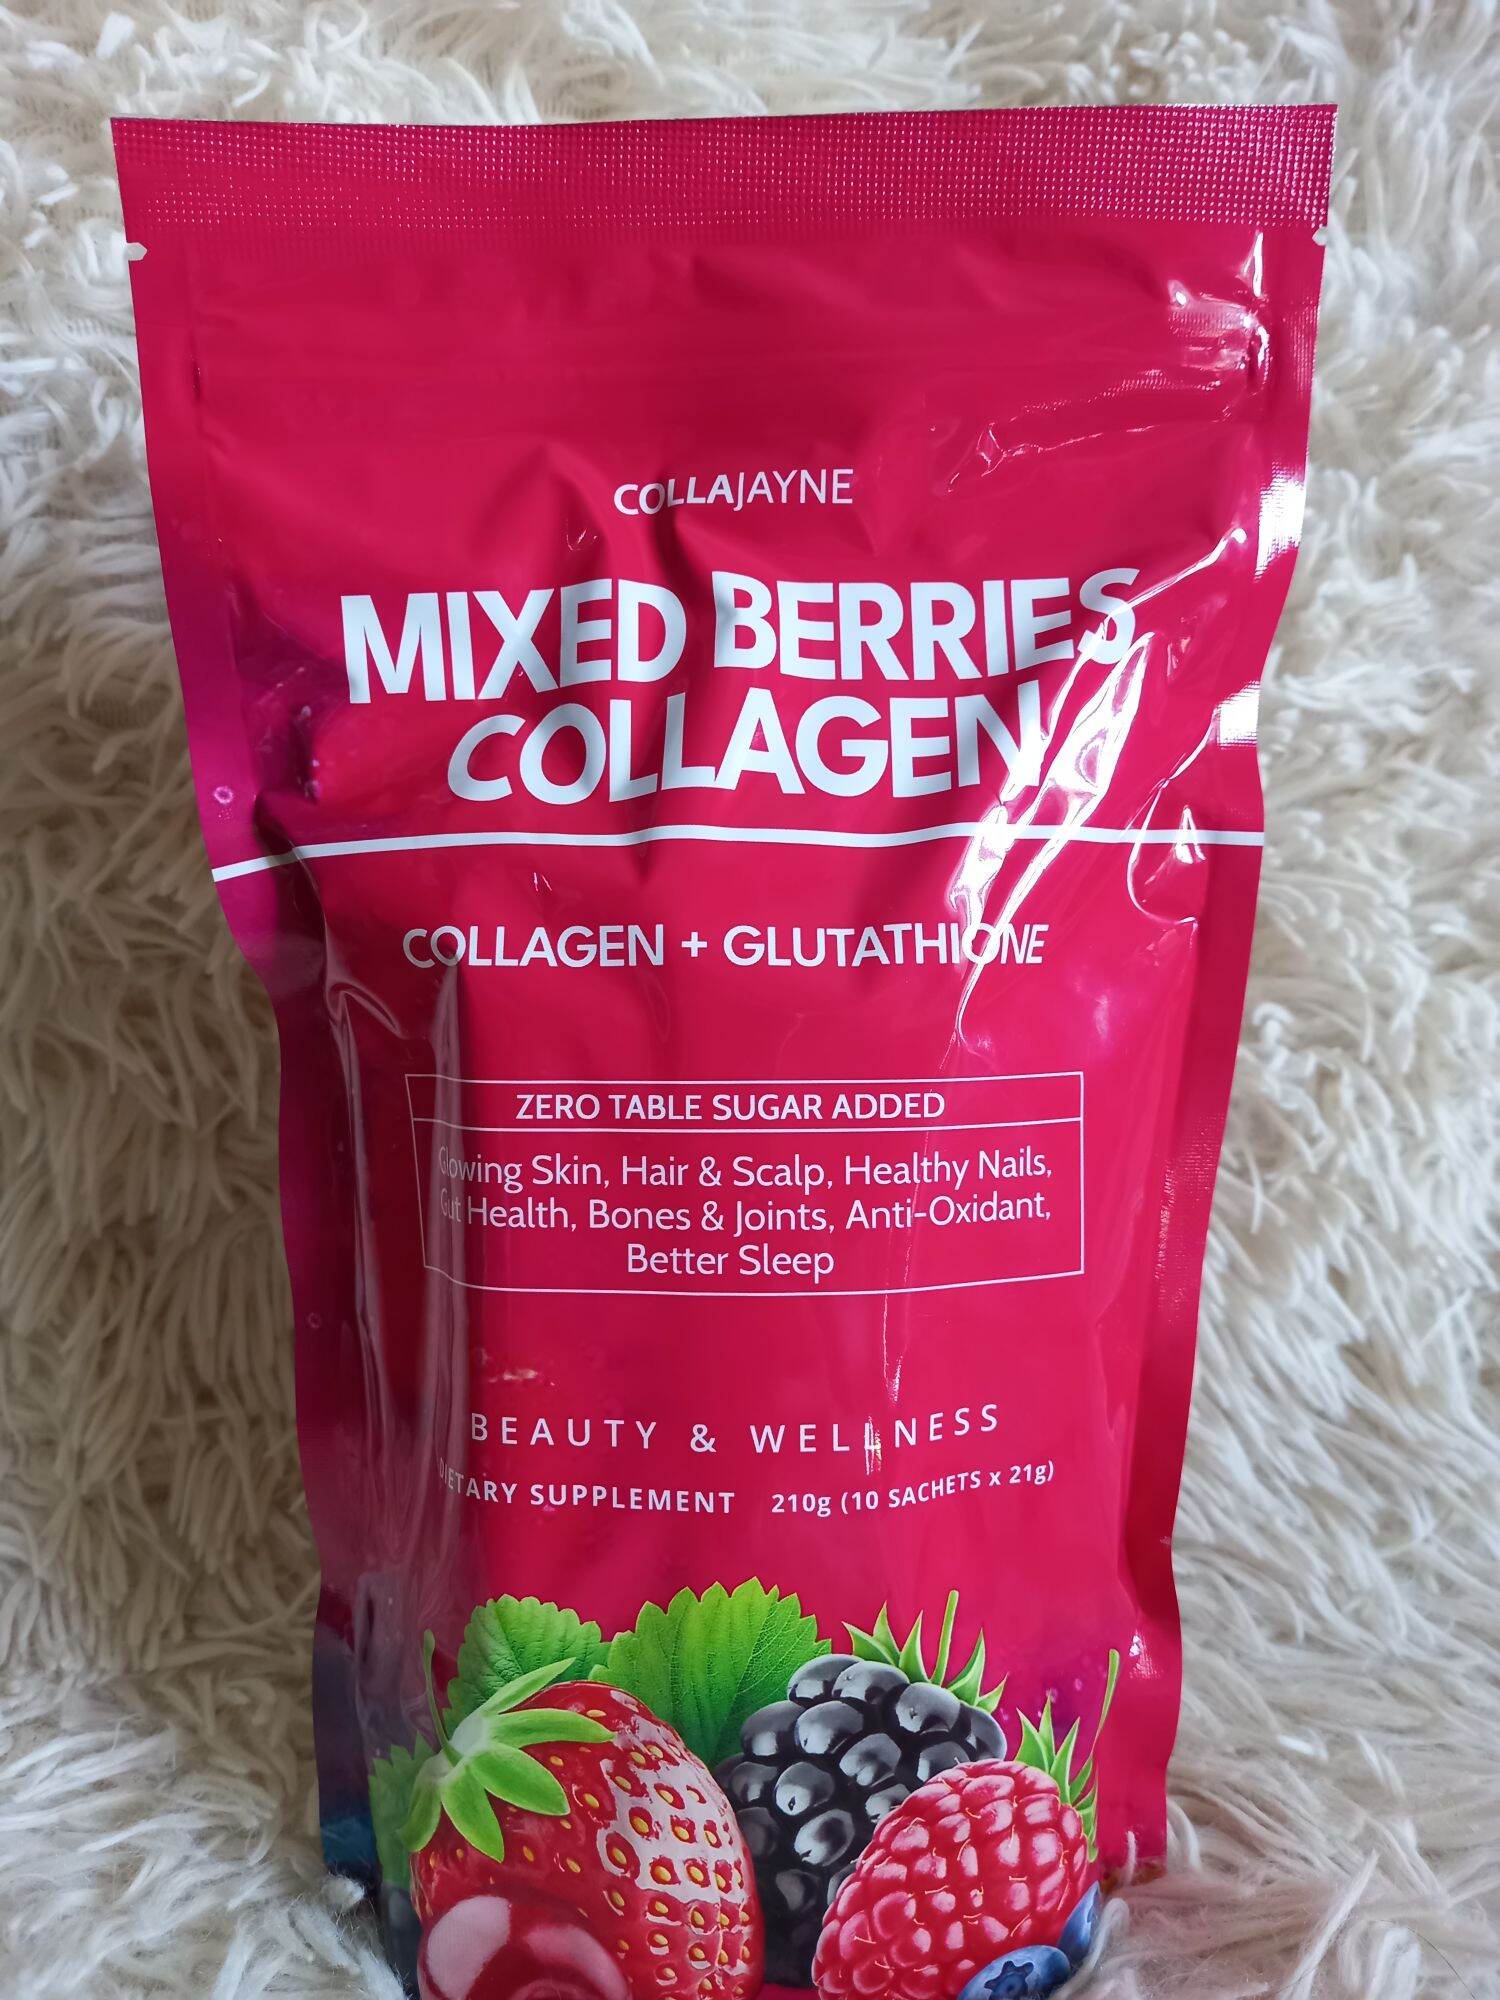 COLLAJAYNE
MIXED BERRIES
COLLAGEN
COLLAGEN + GLUTATHIONE
ZERO TABLE SUGAR ADDED
Glowing Skin, Hair & Scalp, Healthy Nails,
Gut Health, Bones & Joints, Anti-Oxidant,
Better Sleep
BEAUTY & WELLNESS
DIETARY SUPPLEMENT 210g (10 SACHETS x 21g)